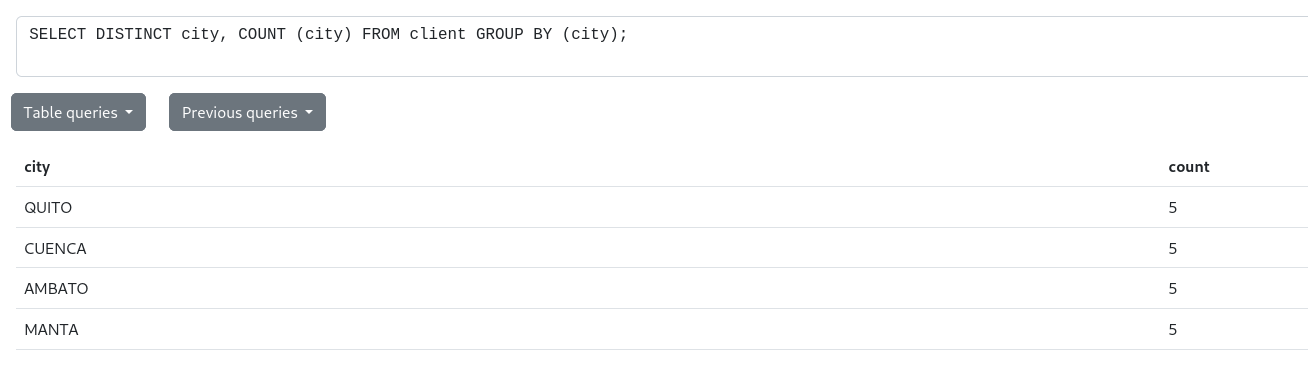 SELECT DISTINCT city, COUNT (city) FROM client GROUP BY (city);
Table queries Previous queries
city count
QUITO 5
CUENCA 5
AMBATO 5
MANTA 5